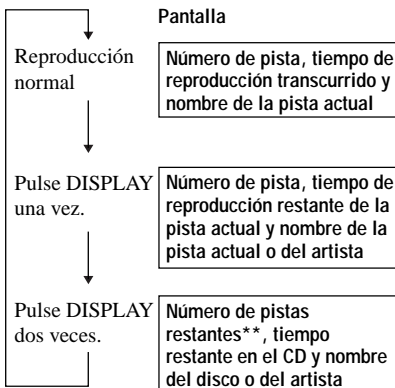 Pantalla
Reproducción
normal
Número de pista, tiempo de
reproducción transcurrido y
nombre de la pista actual
Pulse DISPLAY
una vez.
Número de pista, tiempo de
reproducción restante de la
pista actual y nombre de la
pista actual o del artista
Pulse DISPLAY
dos veces.
Número de pistas
restantes**, tiempo
restante en el CD y nombre
del disco o del artista